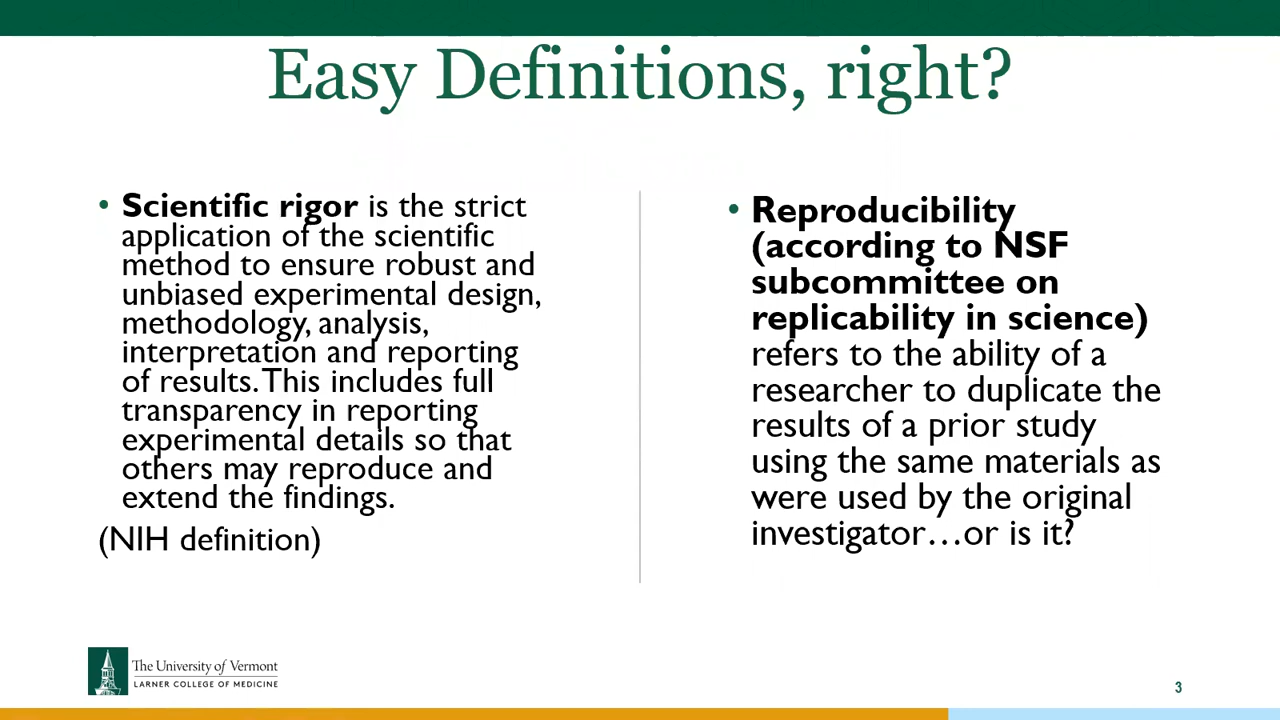 Easy Definitions, right?
• Scientific rigor is the strict
application of the scientific
method to ensure robust and
unbiased experimental design,
methodology, analysis,
interpretation and reporting
of results. This includes full
transparency in reporting
experimental details so that
others may reproduce and
extend the findings.
(NIH definition)
• Reproducibility
(according to NSF
subcommittee on
replicability in science)
refers to the ability of a
researcher to duplicate the
results of a prior study
using the same materials as
were used by the original
investigator…or is it?
The University of Vermont
LARNER COLLEGE OF MEDICINE
3